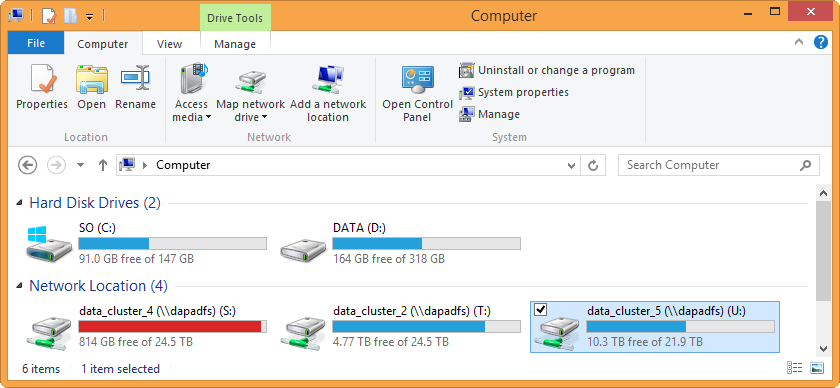 Drive Tools
Computer
File
Computer
View
Manage
Properties
Open
Rename
Access media
Map network drive
Add a network location
Open Control Panel
Uninstall or change a program
System properties
Manage
Location
Network
System
Computer
Search Computer
Hard Disk Drives (2)
SO (C:)
91.0 GB free of 147 GB
DATA (D:)
164 GB free of 318 GB
Network Location (4)
data_cluster_4 (\\dapadfs) (S:)
814 GB free of 24.5 TB
data_cluster_2 (\\dapadfs) (T:)
4.77 TB free of 24.5 TB
data_cluster_5 (\\dapadfs) (U:)
10.3 TB free of 21.9 TB
6 items
1 item selected